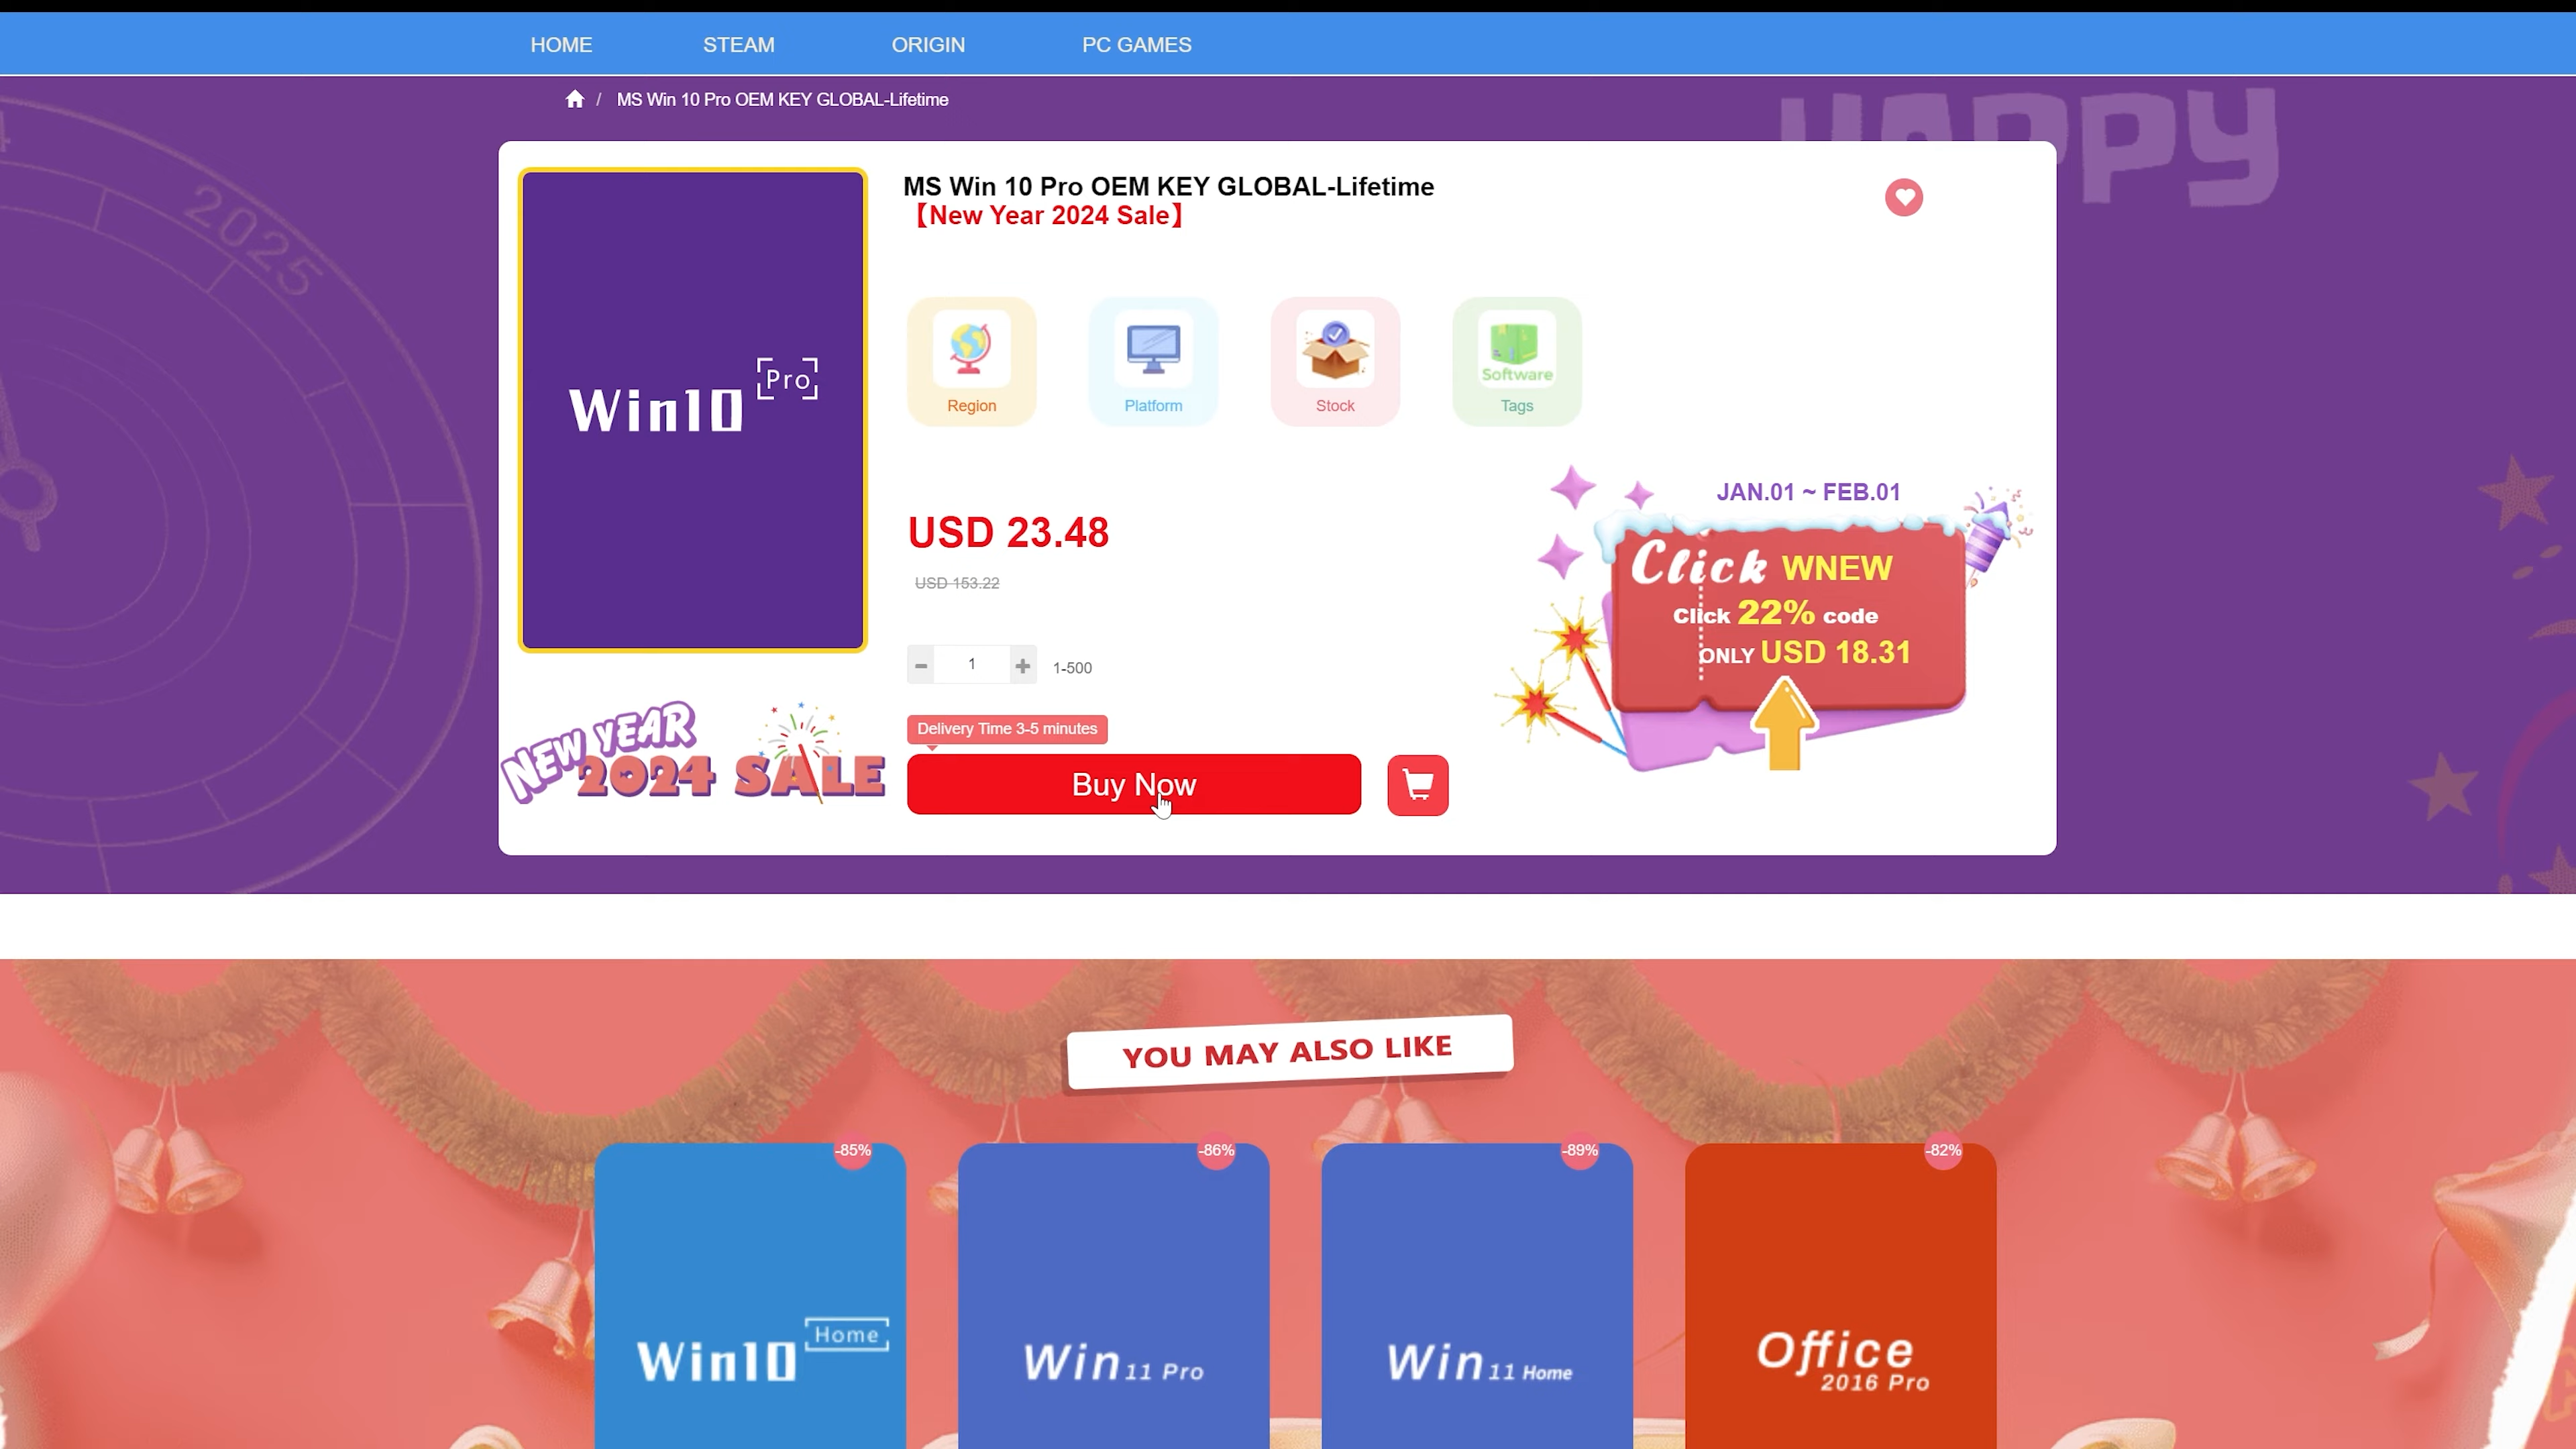 HOME STEAM ORIGIN PC GAMES
/ MS Win 10 Pro OEM KEY GLOBAL-Lifetime
HAPPY
2025
MS Win 10 Pro OEM KEY GLOBAL-Lifetime
【New Year 2024 Sale】
Win10 Pro
Software
Region Platform Stock Tags
JAN.01 ~ FEB.01
USD 23.48
USD 153.22
Click WNEW
Click 22% code
ONLY USD 18.31
1 1-500
NEW YEAR
2024 SALE
Delivery Time 3-5 minutes
Buy Now
YOU MAY ALSO LIKE
-85% -86% -89% -82%
Win10 Home
Win 11 Pro
Win 11 Home
Office
2016 Pro